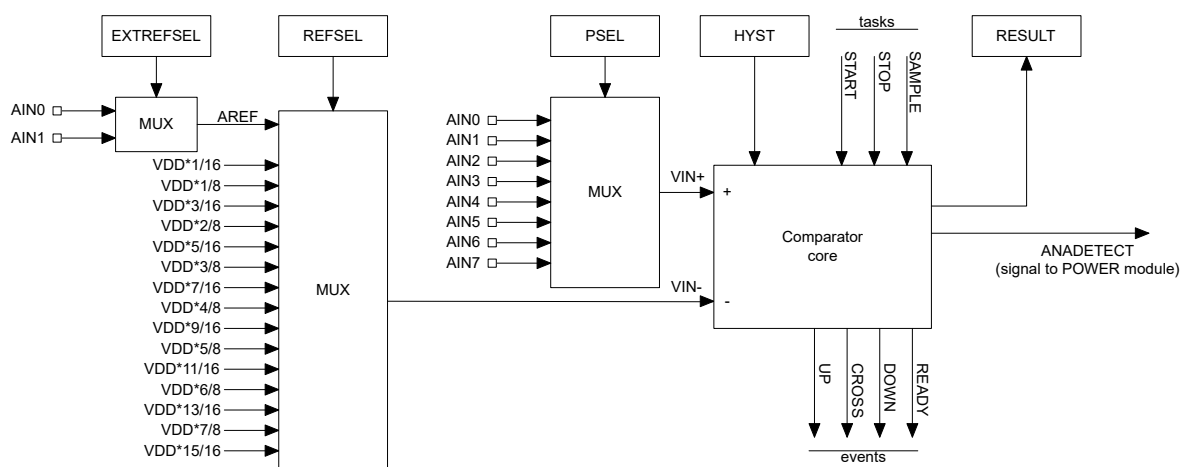 tasks
EXTREFSEL
REFSEL
PSEL
HYST
RESULT
START
STOP
SAMPLE
AIN0
AIN1
MUX
AREF
VDD*1/16
VDD*1/8
VDD*3/16
VDD*2/8
VDD*5/16
VDD*3/8
VDD*7/16
VDD*4/8
VDD*9/16
VDD*5/8
VDD*11/16
VDD*6/8
VDD*13/16
VDD*7/8
VDD*15/16
MUX
AIN0
AIN1
AIN2
AIN3
AIN4
AIN5
AIN6
AIN7
MUX
VIN+
VIN-
+
-
Comparator
core
ANADETECT
(signal to POWER module)
UP
CROSS
DOWN
READY
events